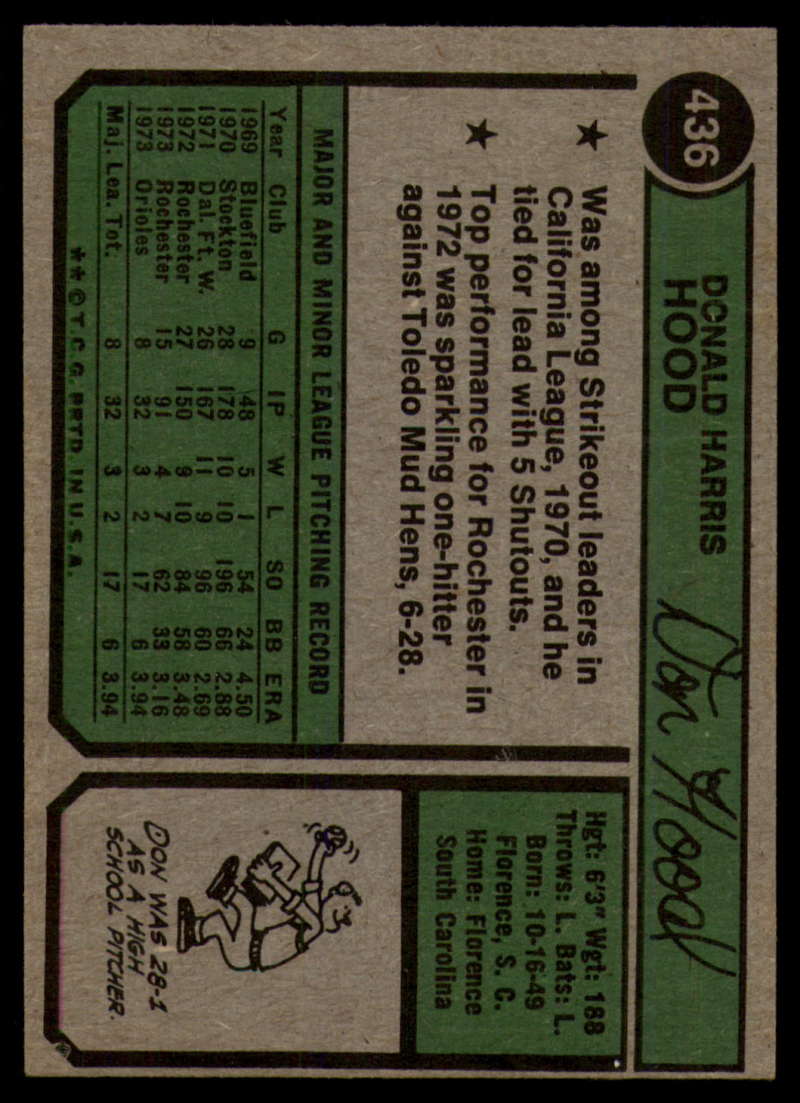 436
DONALD HARRIS
HOOD
Don Hood
★ Was among Strikeout leaders in
California League, 1970, and he
tied for lead with 5 Shutouts.
★ Top performance for Rochester in
1972 was sparkling one-hitter
against Toledo Mud Hens, 6-28.
MAJOR AND MINOR LEAGUE PITCHING RECORD
Year Club G IP W L SO BB ERA
1969 Bluefield 9 48 5 1 54 24 4.50
1970 Stockton 28 178 10 10 196 66 2.88
1971 Dal. Ft. W. 26 167 11 9 96 60 2.69
1972 Rochester 27 150 9 10 84 58 3.48
1973 Rochester 15 91 4 7 62 33 3.16
1973 Orioles 8 32 3 2 17 6 3.94
Maj. Lea. Tot. 8 32 3 2 17 6 3.94
**© T.C.G. PRTD. IN U.S.A.
Hgt: 6'3" Wgt: 188
Throws: L. Bats: L.
Born: 10-16-49
Florence, S. C.
Home: Florence
South Carolina
DON WAS 28-1
AS A HIGH
SCHOOL PITCHER.